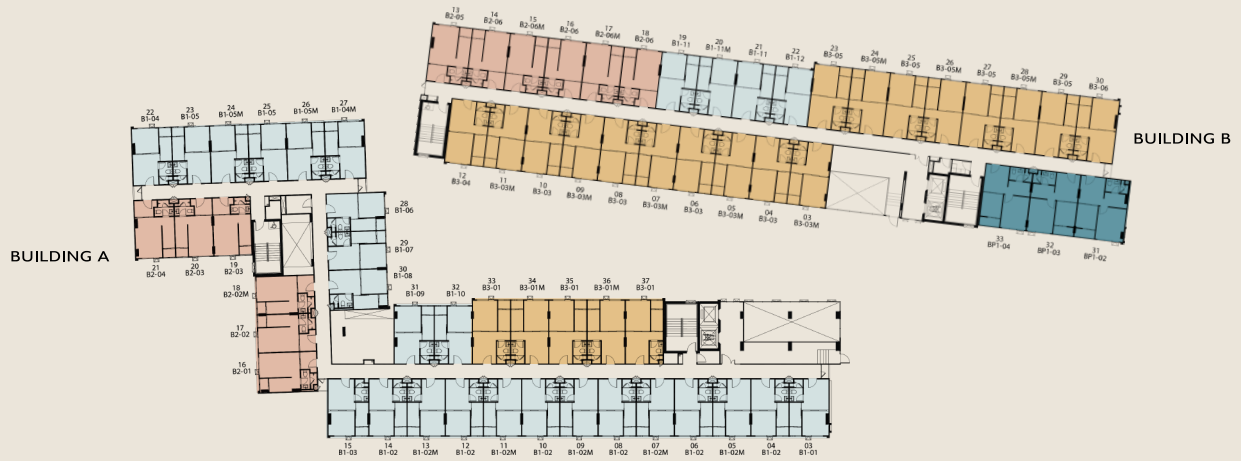 13
B2-05
14
B2-06
15
B2-06M
16
B2-06
17
B2-06M
18
B2-06
19
B1-11
20
B1-11M
21
B1-11
22
B1-12
23
B3-05
24
B3-05M
25
B3-05
26
B3-05M
27
B3-05
28
B3-05M
29
B3-05
30
B3-06
BUILDING B
12
B3-04
11
B3-03M
10
B3-03
09
B3-03M
08
B3-03
07
B3-03M
06
B3-03
05
B3-03M
04
B3-03
03
B3-03M
33
BP1-04
32
BP1-03
31
BP1-02
22
B1-04
23
B1-05
24
B1-05M
25
B1-05
26
B1-05M
27
B1-04M
BUILDING A
21
B2-04
20
B2-03
19
B2-03
28
B1-06
29
B1-07
30
B1-08
18
B2-02M
17
B2-02
16
B2-01
31
B1-09
32
B1-10
33
B3-01
34
B3-01M
35
B3-01
36
B3-01M
37
B3-01
15
B1-03
14
B1-02
13
B1-02M
12
B1-02
11
B1-02M
10
B1-02
09
B1-02M
08
B1-02
07
B1-02M
06
B1-02
05
B1-02M
04
B1-02
03
B1-01